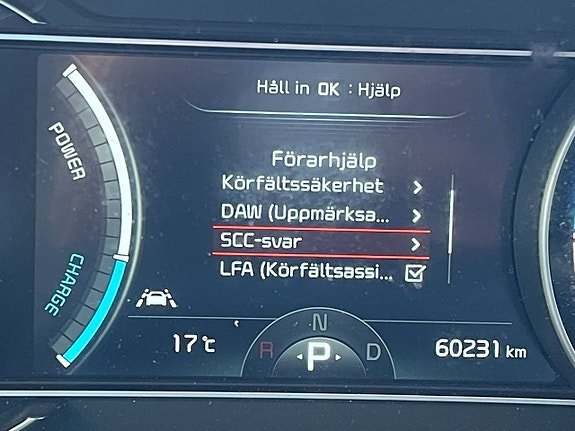 Håll in OK : Hjälp
Förarhjälp
Körfältssäkerhet
DAW (Uppmärksa...
SCC-svar
LFA (Körfältsassi...
POWER
CHARGE
N
R P D
17°c
60231 km